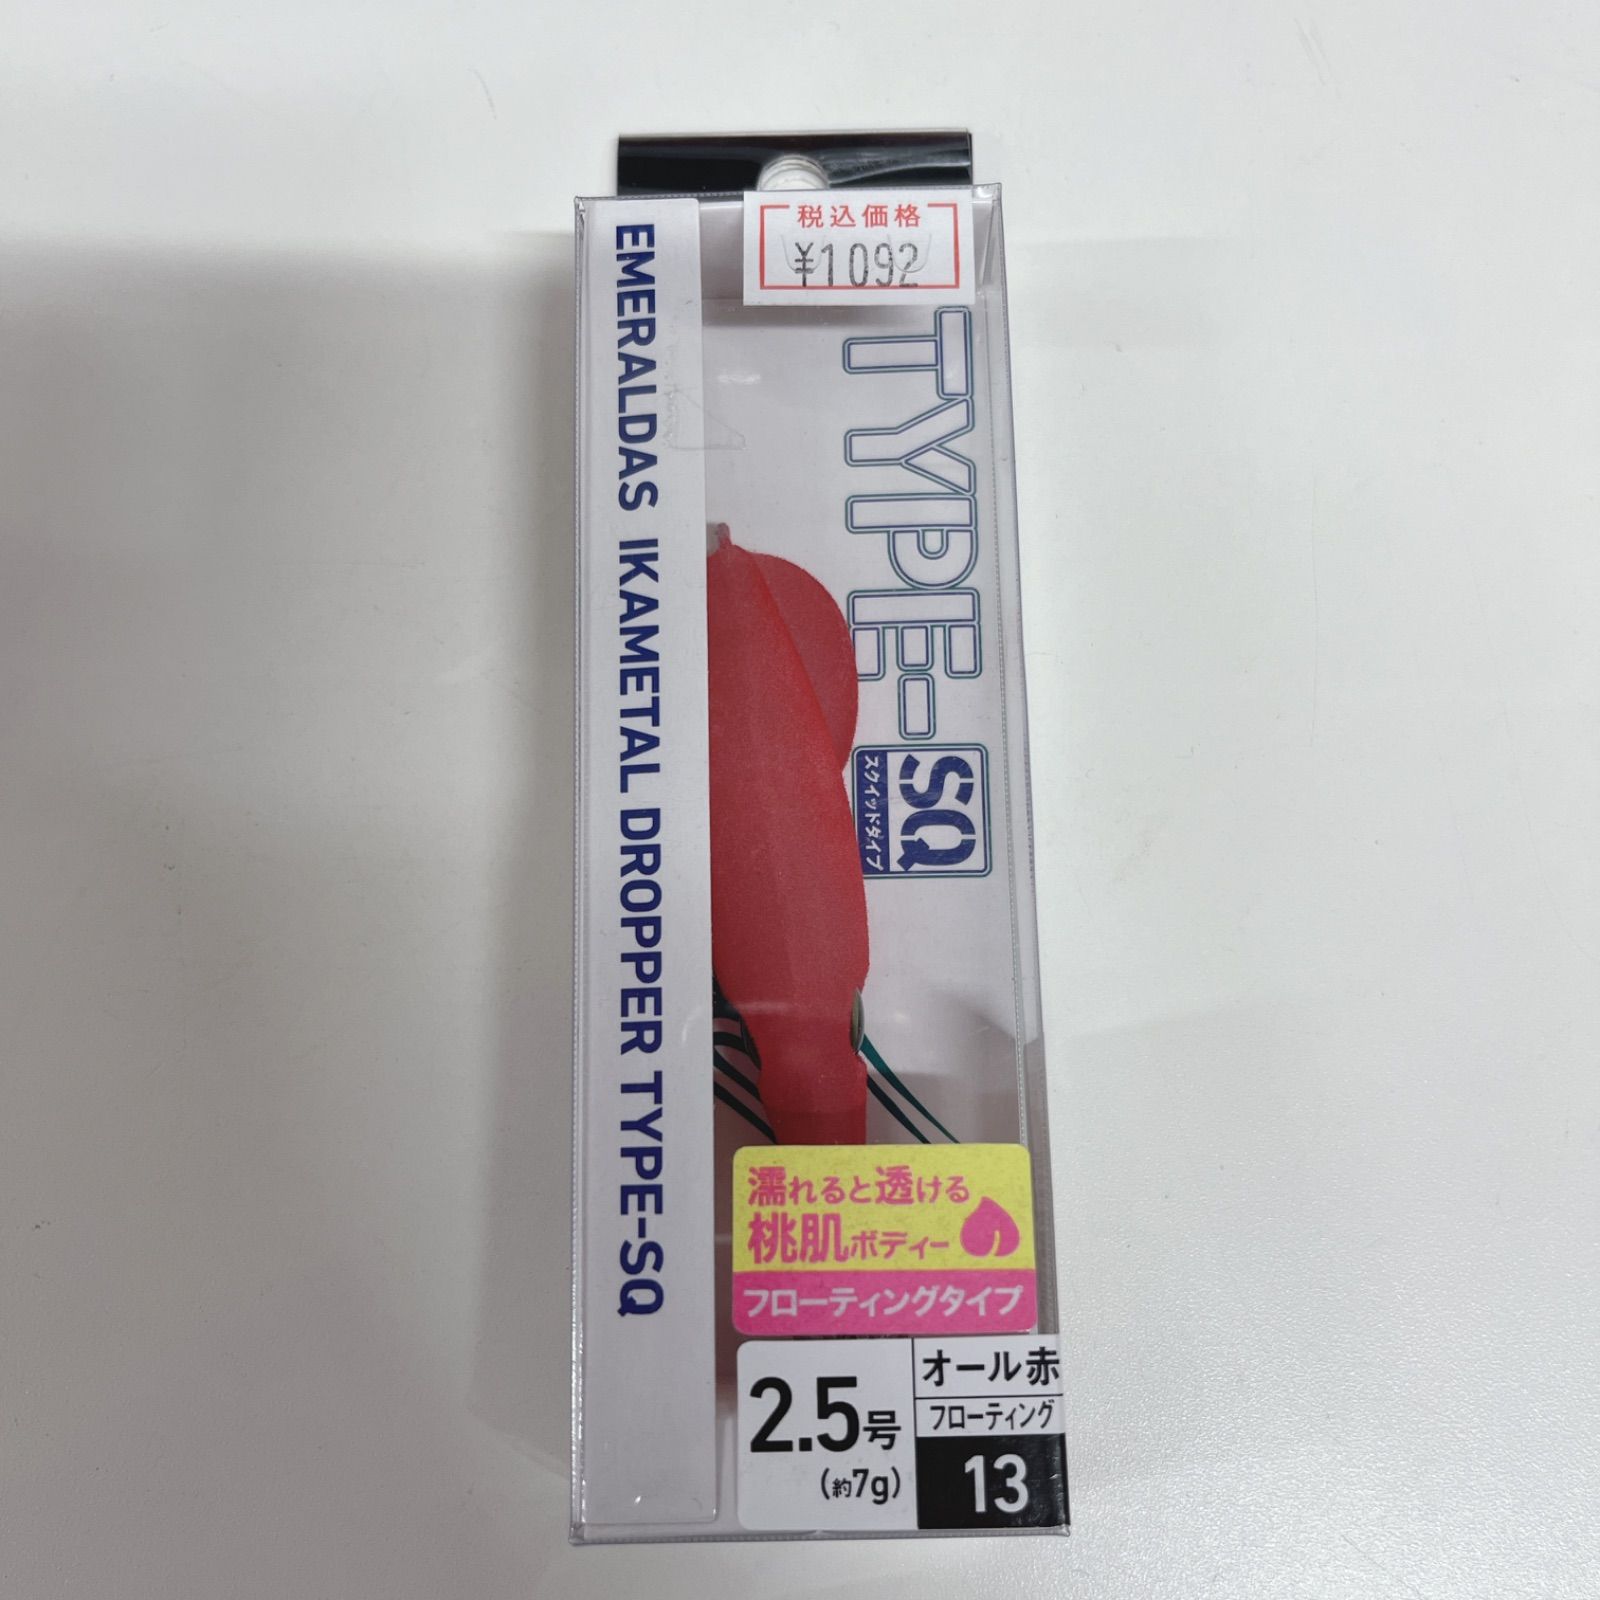 税込価格
¥1092
EMERALDAS IKAMETAL DROPPER TYPE-SQ
TYPE-SQ
スクイッドタイプ
濡れると透ける
桃肌ボディー
フローティングタイプ
2.5号
(約7g)
オール赤
フローティング
13